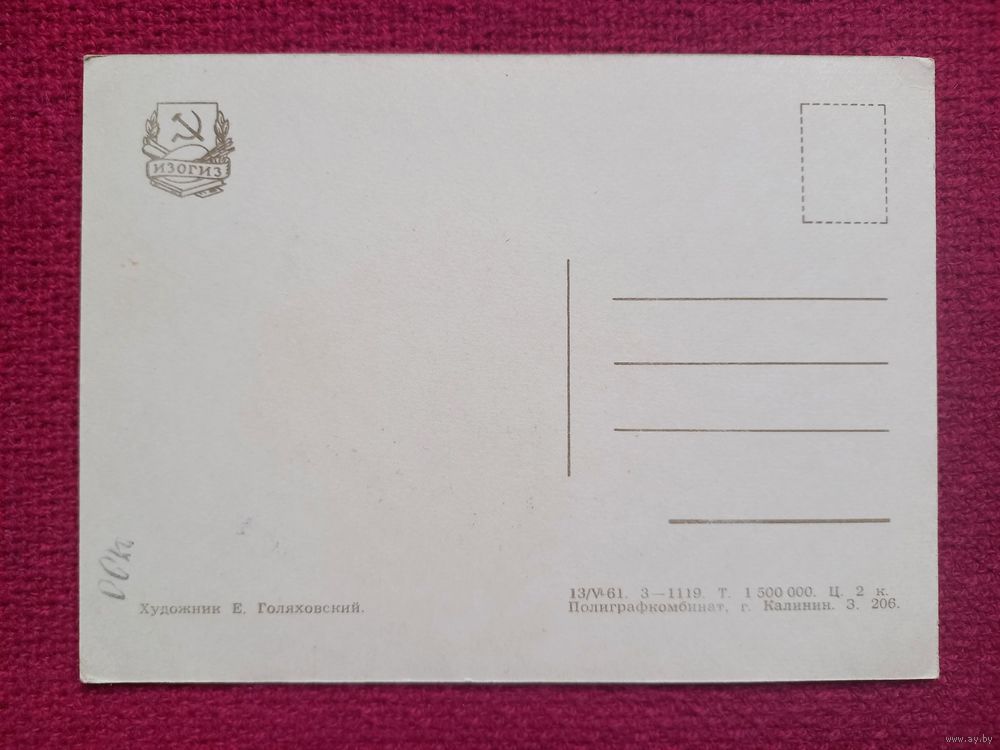 ИЗОГИЗ
Художник Е. Голяховский.
13/VI-61. З—1119. Т. 1 500 000. Ц. 2 к.
Полиграфкомбинат, г. Калинин. З. 206.
www.ay.by